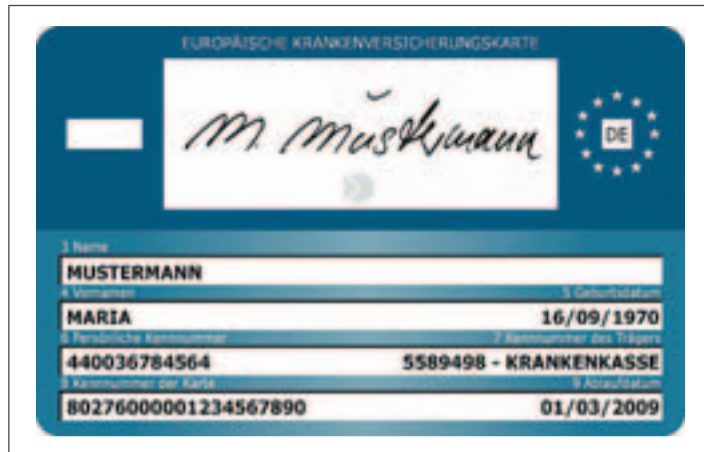 EUROPÄISCHE KRANKENVERSICHERUNGSKARTE
M. Mustermann
DE
3 Name
MUSTERMANN
4 Vornamen 5 Geburtsdatum
MARIA 16/09/1970
6 Persönliche Kennnummer 7 Kennnummer des Trägers
440036784564 5589498 - KRANKENKASSE
8 Kennnummer der Karte 9 Ablaufdatum
80276000001234567890 01/03/2009